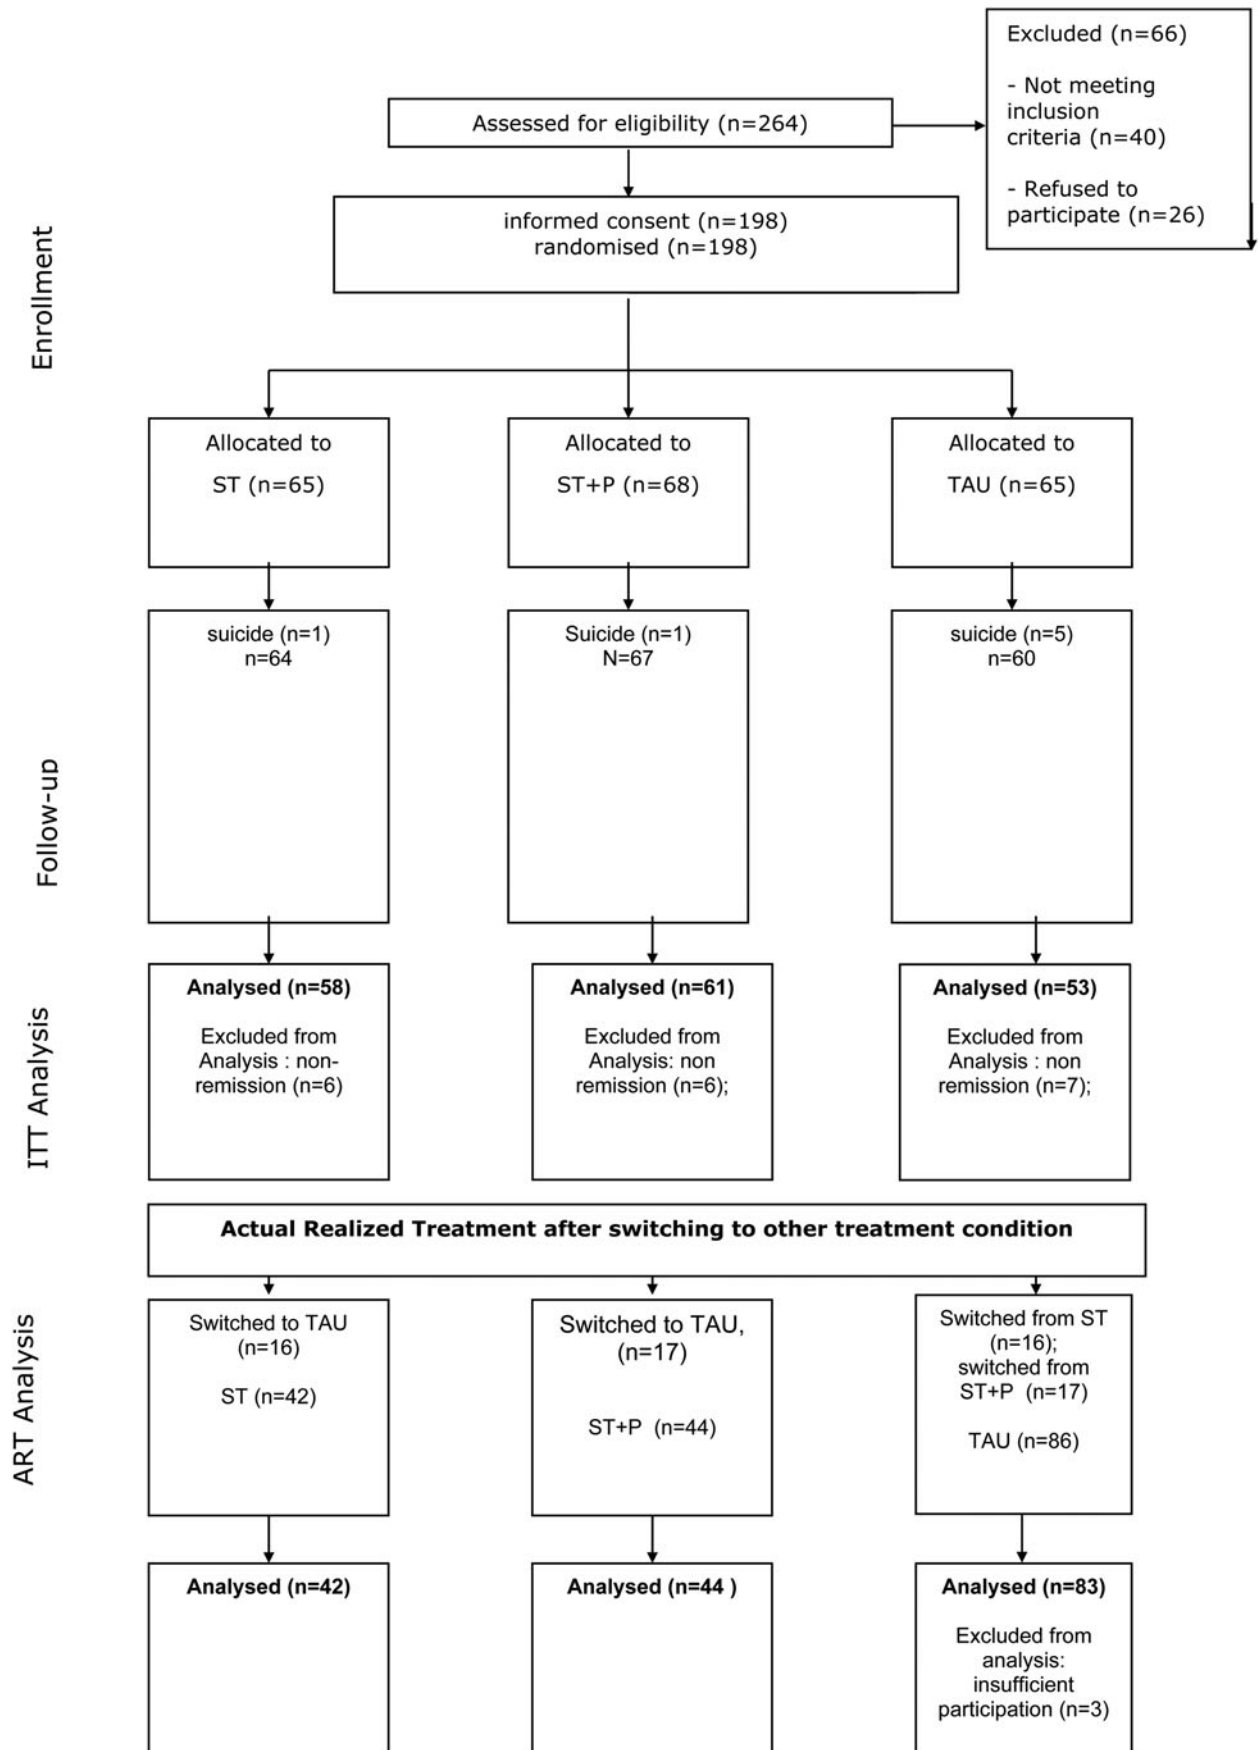 Excluded (n=66)
- Not meeting
inclusion
criteria (n=40)
- Refused to
participate (n=26)
Assessed for eligibility (n=264)
informed consent (n=198)
randomised (n=198)
Enrollment
Allocated to
ST (n=65)
Allocated to
ST+P (n=68)
Allocated to
TAU (n=65)
suicide (n=1)
n=64
Suicide (n=1)
N=67
suicide (n=5)
n=60
Follow-up
Analysed (n=58)
Excluded from
Analysis : non-
remission (n=6)
Analysed (n=61)
Excluded from
Analysis: non
remission (n=6);
Analysed (n=53)
Excluded from
Analysis : non
remission (n=7);
ITT Analysis
Actual Realized Treatment after switching to other treatment condition
Switched to TAU
(n=16)
ST (n=42)
Switched to TAU,
(n=17)
ST+P (n=44)
Switched from ST
(n=16);
switched from
ST+P (n=17)
TAU (n=86)
ART Analysis
Analysed (n=42)
Analysed (n=44 )
Analysed (n=83)
Excluded from
analysis:
insufficient
participation (n=3)